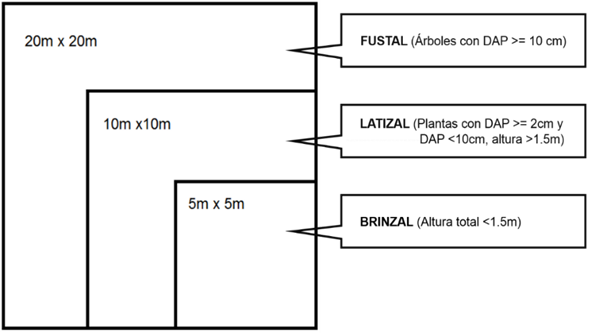 20m x 20m
FUSTAL (Árboles con DAP >= 10 cm)
10m x10m
LATIZAL (Plantas con DAP >= 2cm y
DAP <10cm, altura >1.5m)
5m x 5m
BRINZAL (Altura total <1.5m)